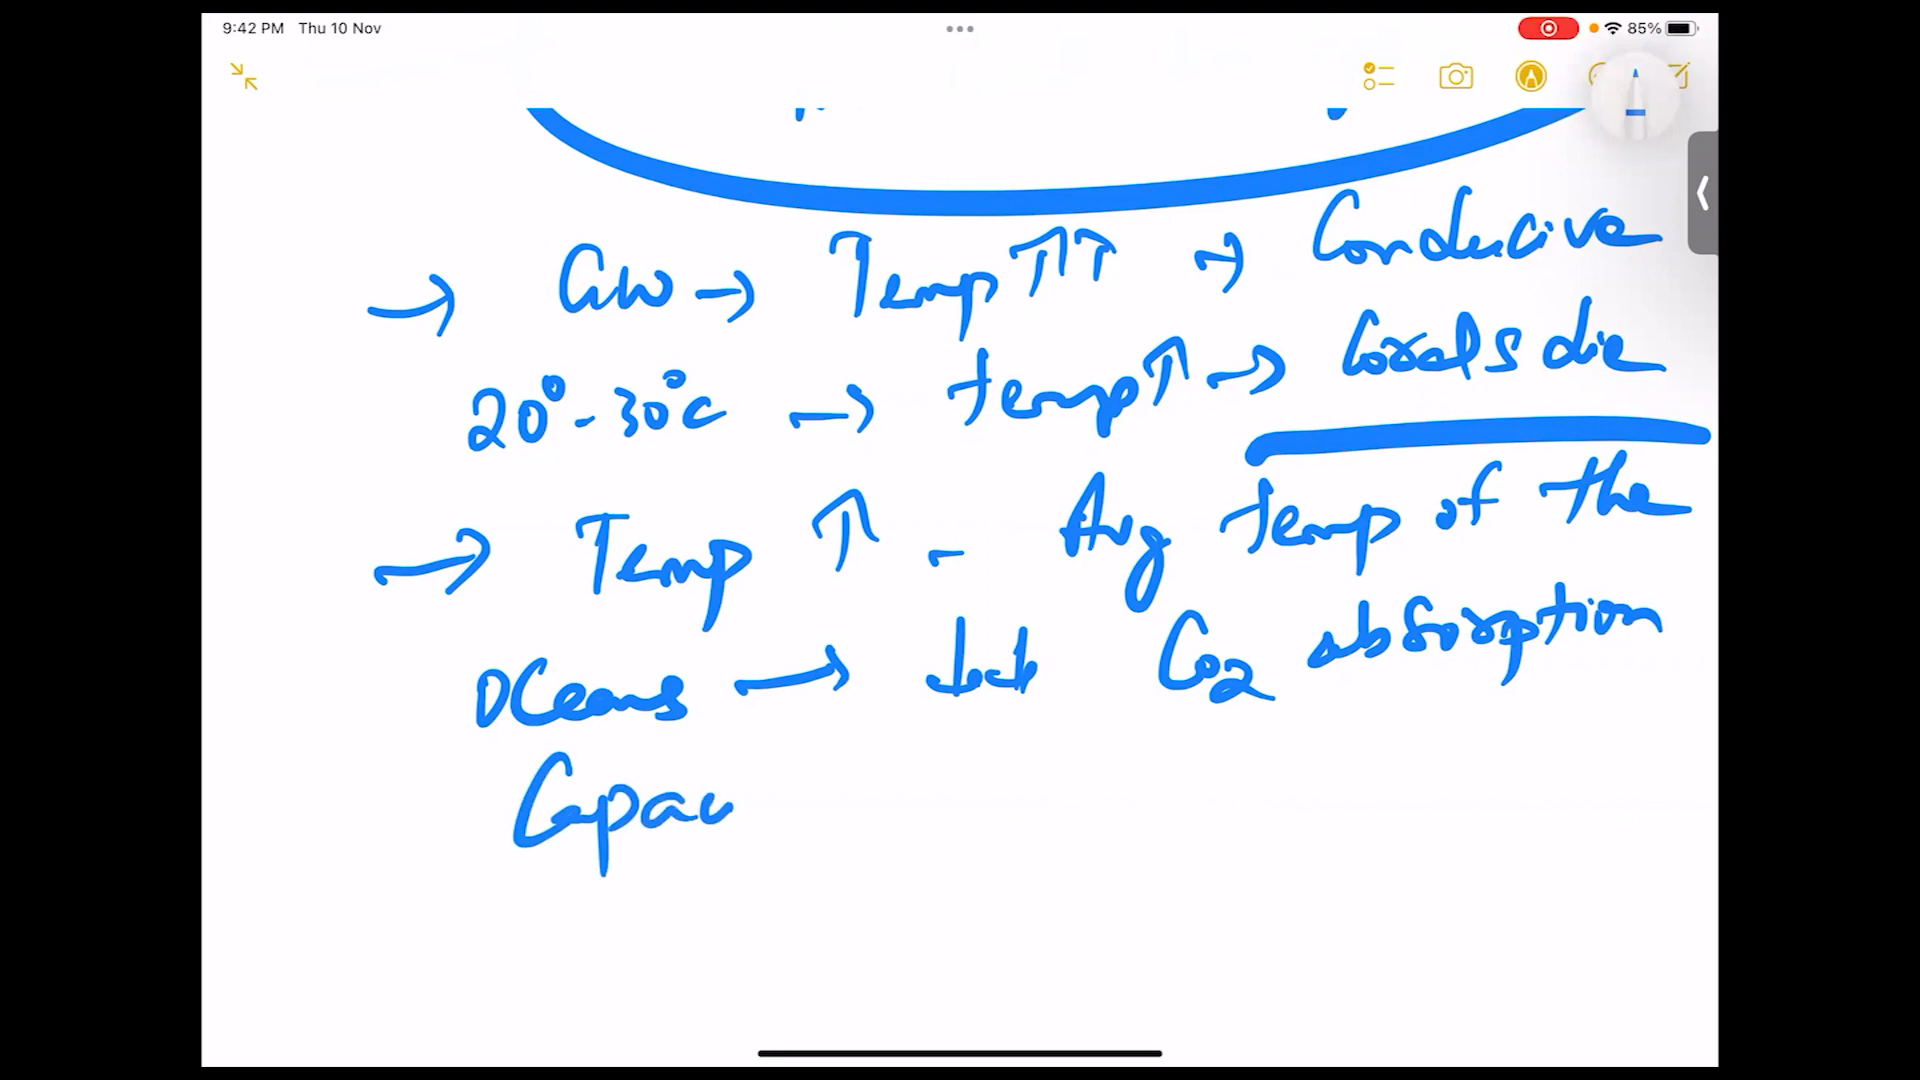 9:42 PM Thu 10 Nov
85%
→ GW → Temp ↑↑ → Conducive
20° - 30°c → temp↑ → Corals die
→ Temp ↑ - Avg temp of the
oceans → CO2 absorption
Capac